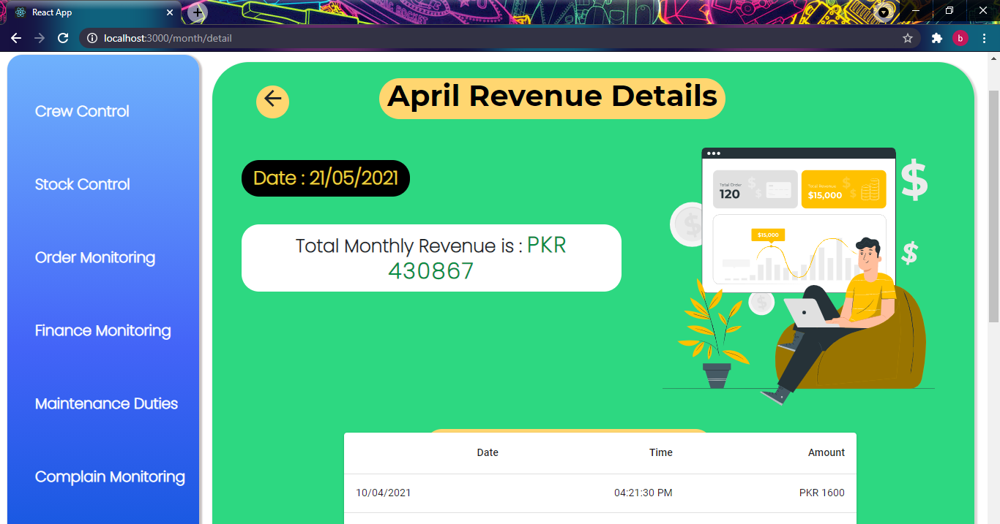 React App
localhost:3000/month/detail
b
Crew Control
Stock Control
Order Monitoring
Finance Monitoring
Maintenance Duties
Complain Monitoring
April Revenue Details
Date : 21/05/2021
Total Monthly Revenue is : PKR
430867
Total Order
120
Total Revenue
$15,000
$15,000
Date Time Amount
10/04/2021 04:21:30 PM PKR 1600